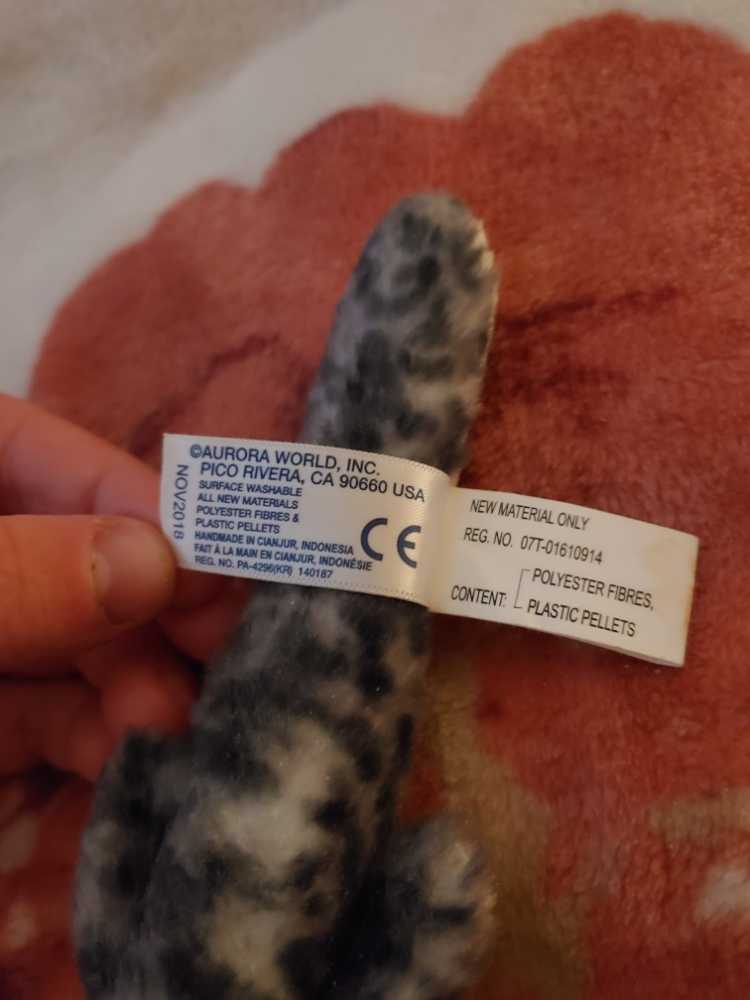 ©AURORA WORLD, INC.
PICO RIVERA, CA 90660 USA
SURFACE WASHABLE
ALL NEW MATERIALS
POLYESTER FIBRES &
PLASTIC PELLETS
HANDMADE IN CIANJUR, INDONESIA
FAIT À LA MAIN EN CIANJUR, INDONÉSIE
REG. NO. PA-4296(KR) 140187
NOV2018
CE
NEW MATERIAL ONLY
REG. NO. 07T-01610914
CONTENT: POLYESTER FIBRES,
PLASTIC PELLETS